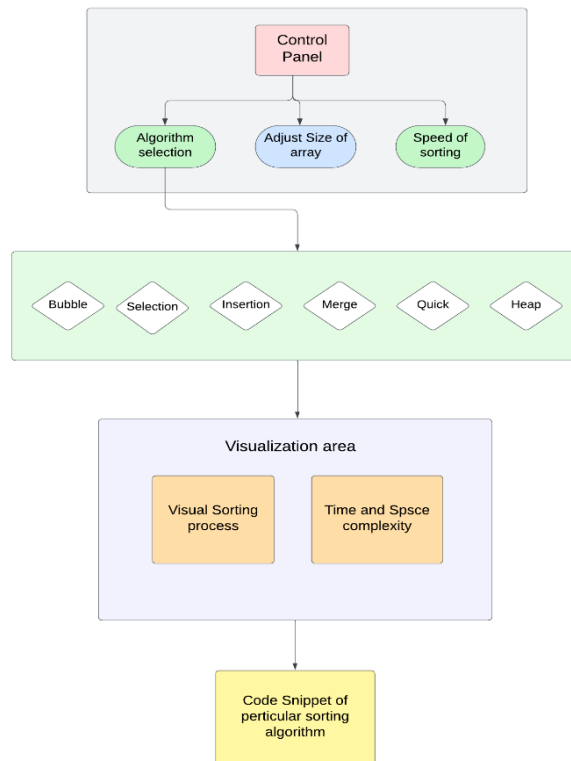 Control
Panel
Algorithm
selection
Adjust Size of
array
Speed of
sorting
Bubble
Selection
Insertion
Merge
Quick
Heap
Visualization area
Visual Sorting
process
Time and Spsce
complexity
Code Snippet of
perticular sorting
algorithm